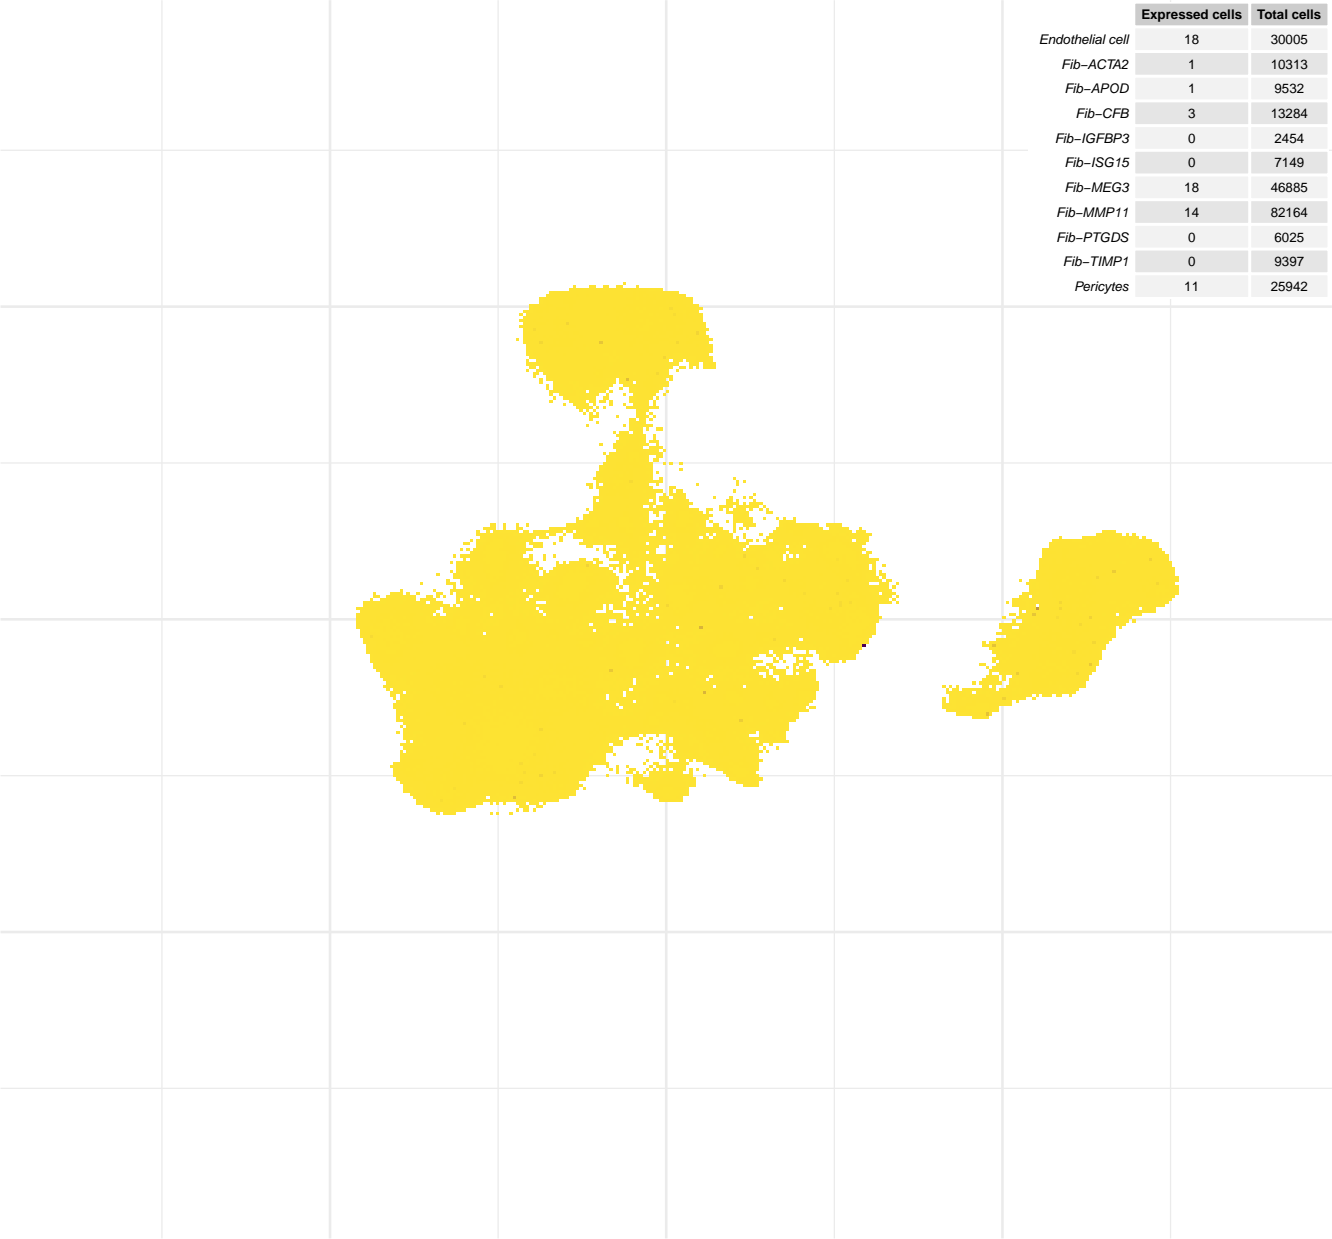 Expressed cells Total cells
Endothelial cell 18 30005
Fib−ACTA2 1 10313
Fib−APOD 1 9532
Fib−CFB 3 13284
Fib−IGFBP3 0 2454
Fib−ISG15 0 7149
Fib−MEG3 18 46885
Fib−MMP11 14 82164
Fib−PTGDS 0 6025
Fib−TIMP1 0 9397
Pericytes 11 25942